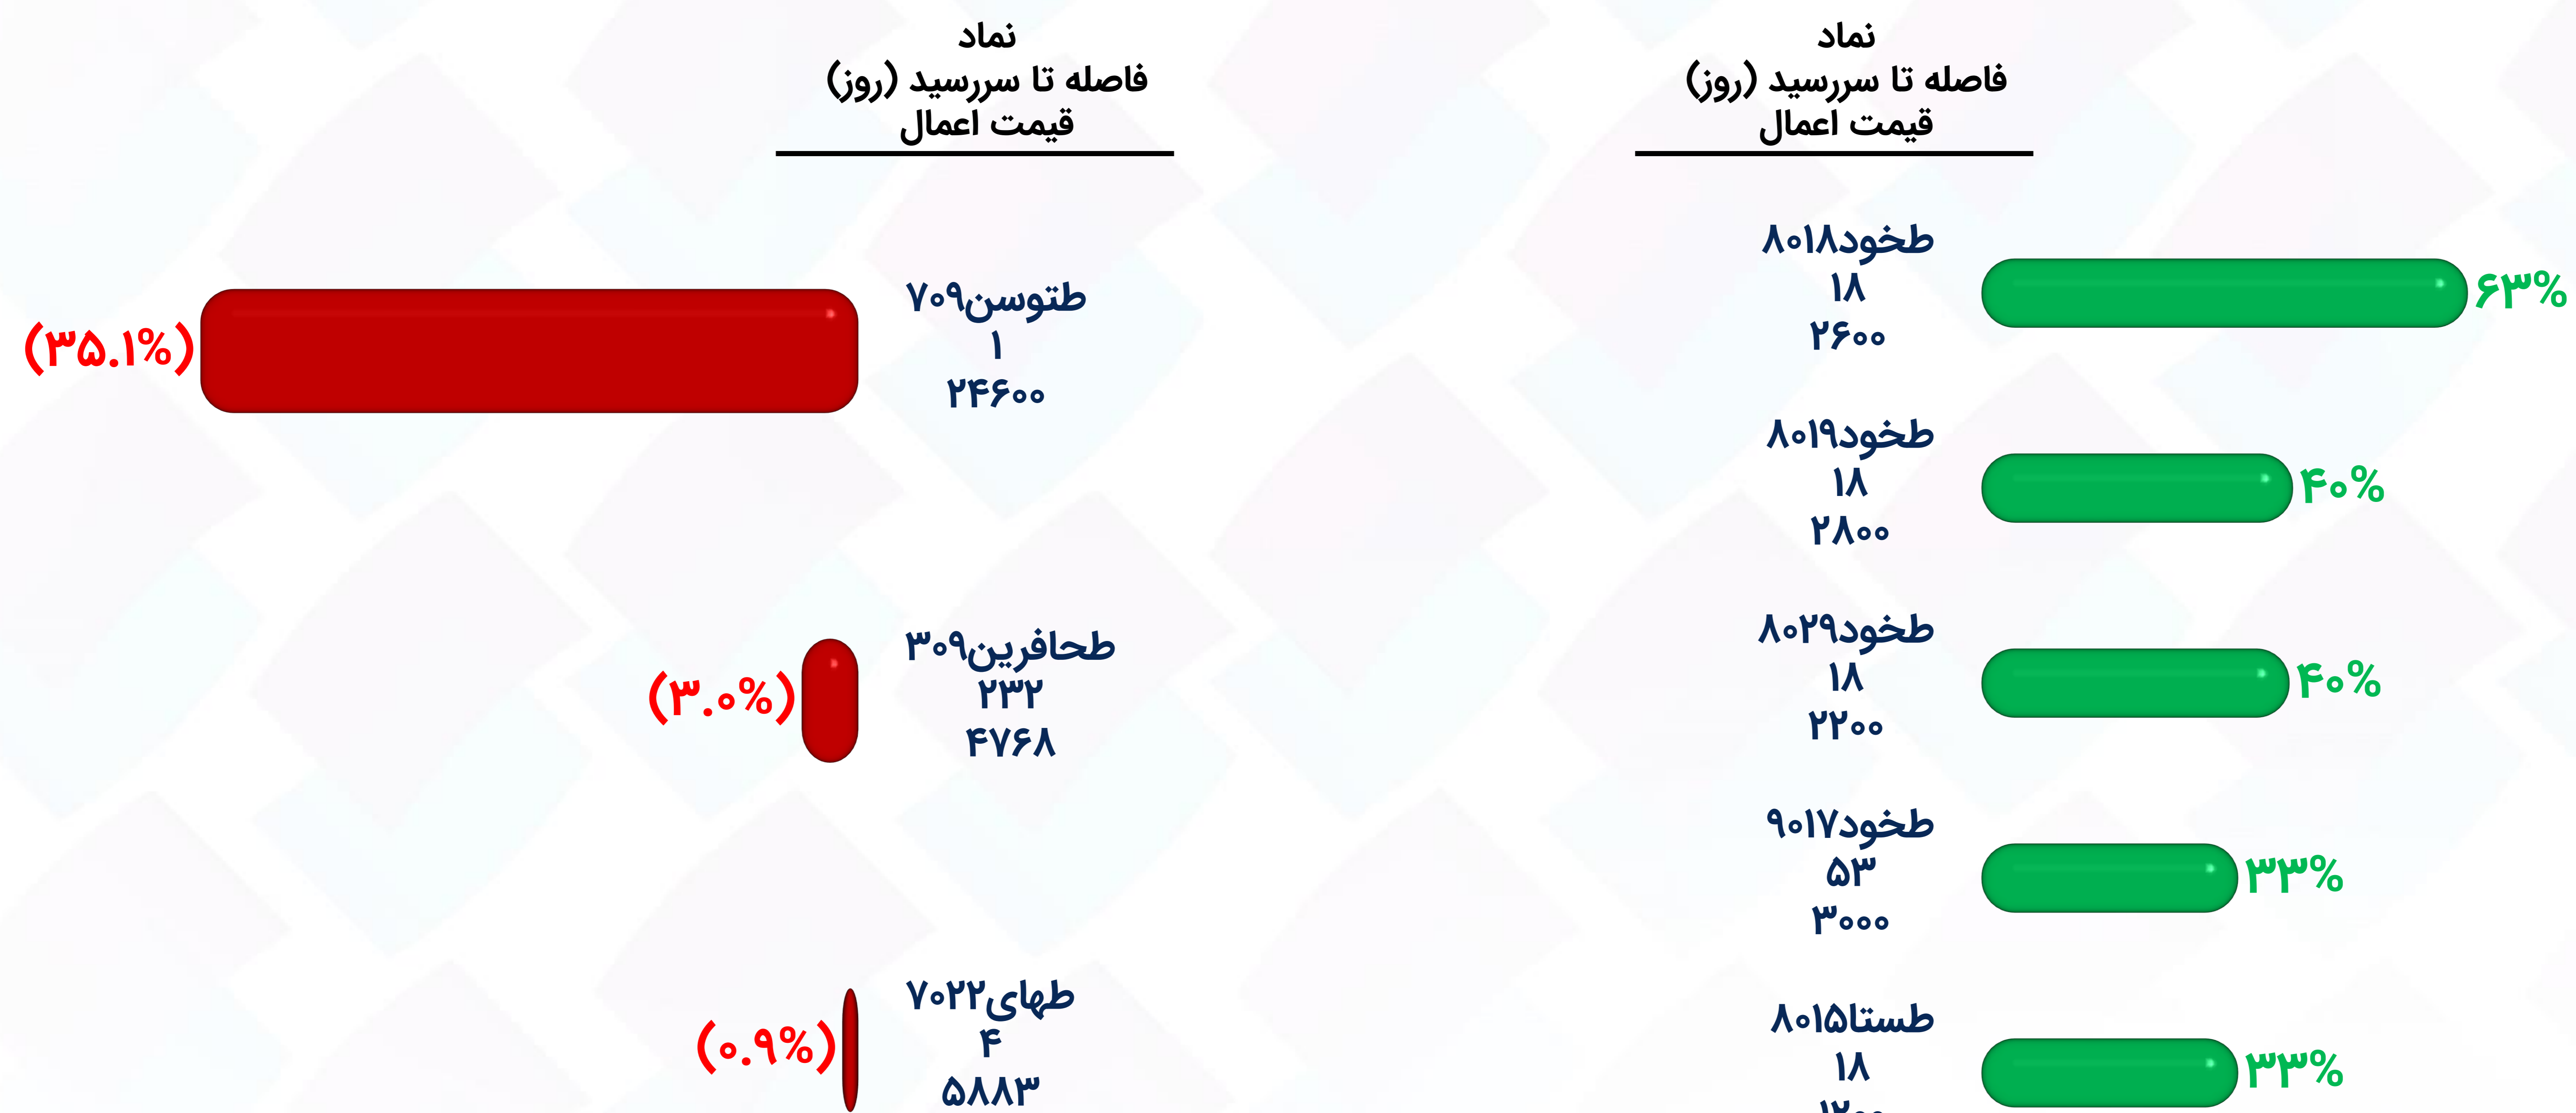 نماد
فاصله تا سررسید (روز)
قیمت اعمال
طخود۸۰۱۸
۱۸
۲۶۰۰
۶۳%
طخود۸۰۱۹
۱۸
۲۸۰۰
۴۰%
طخود۸۰۲۹
۱۸
۲۲۰۰
۴۰%
طخود۹۰۱۷
۵۳
۳۰۰۰
۳۳%
طستا۸۰۱۵
۱۸
۳۳%
نماد
فاصله تا سررسید (روز)
قیمت اعمال
طتوسن۷۰۹
۱
۲۴۶۰۰
(۳۵.۱%)
طحافرین۳۰۹
۲۳۲
۴۷۶۸
(۳.۰%)
طهای۷۰۲۲
۴
۵۸۸۳
(۰.۹%)